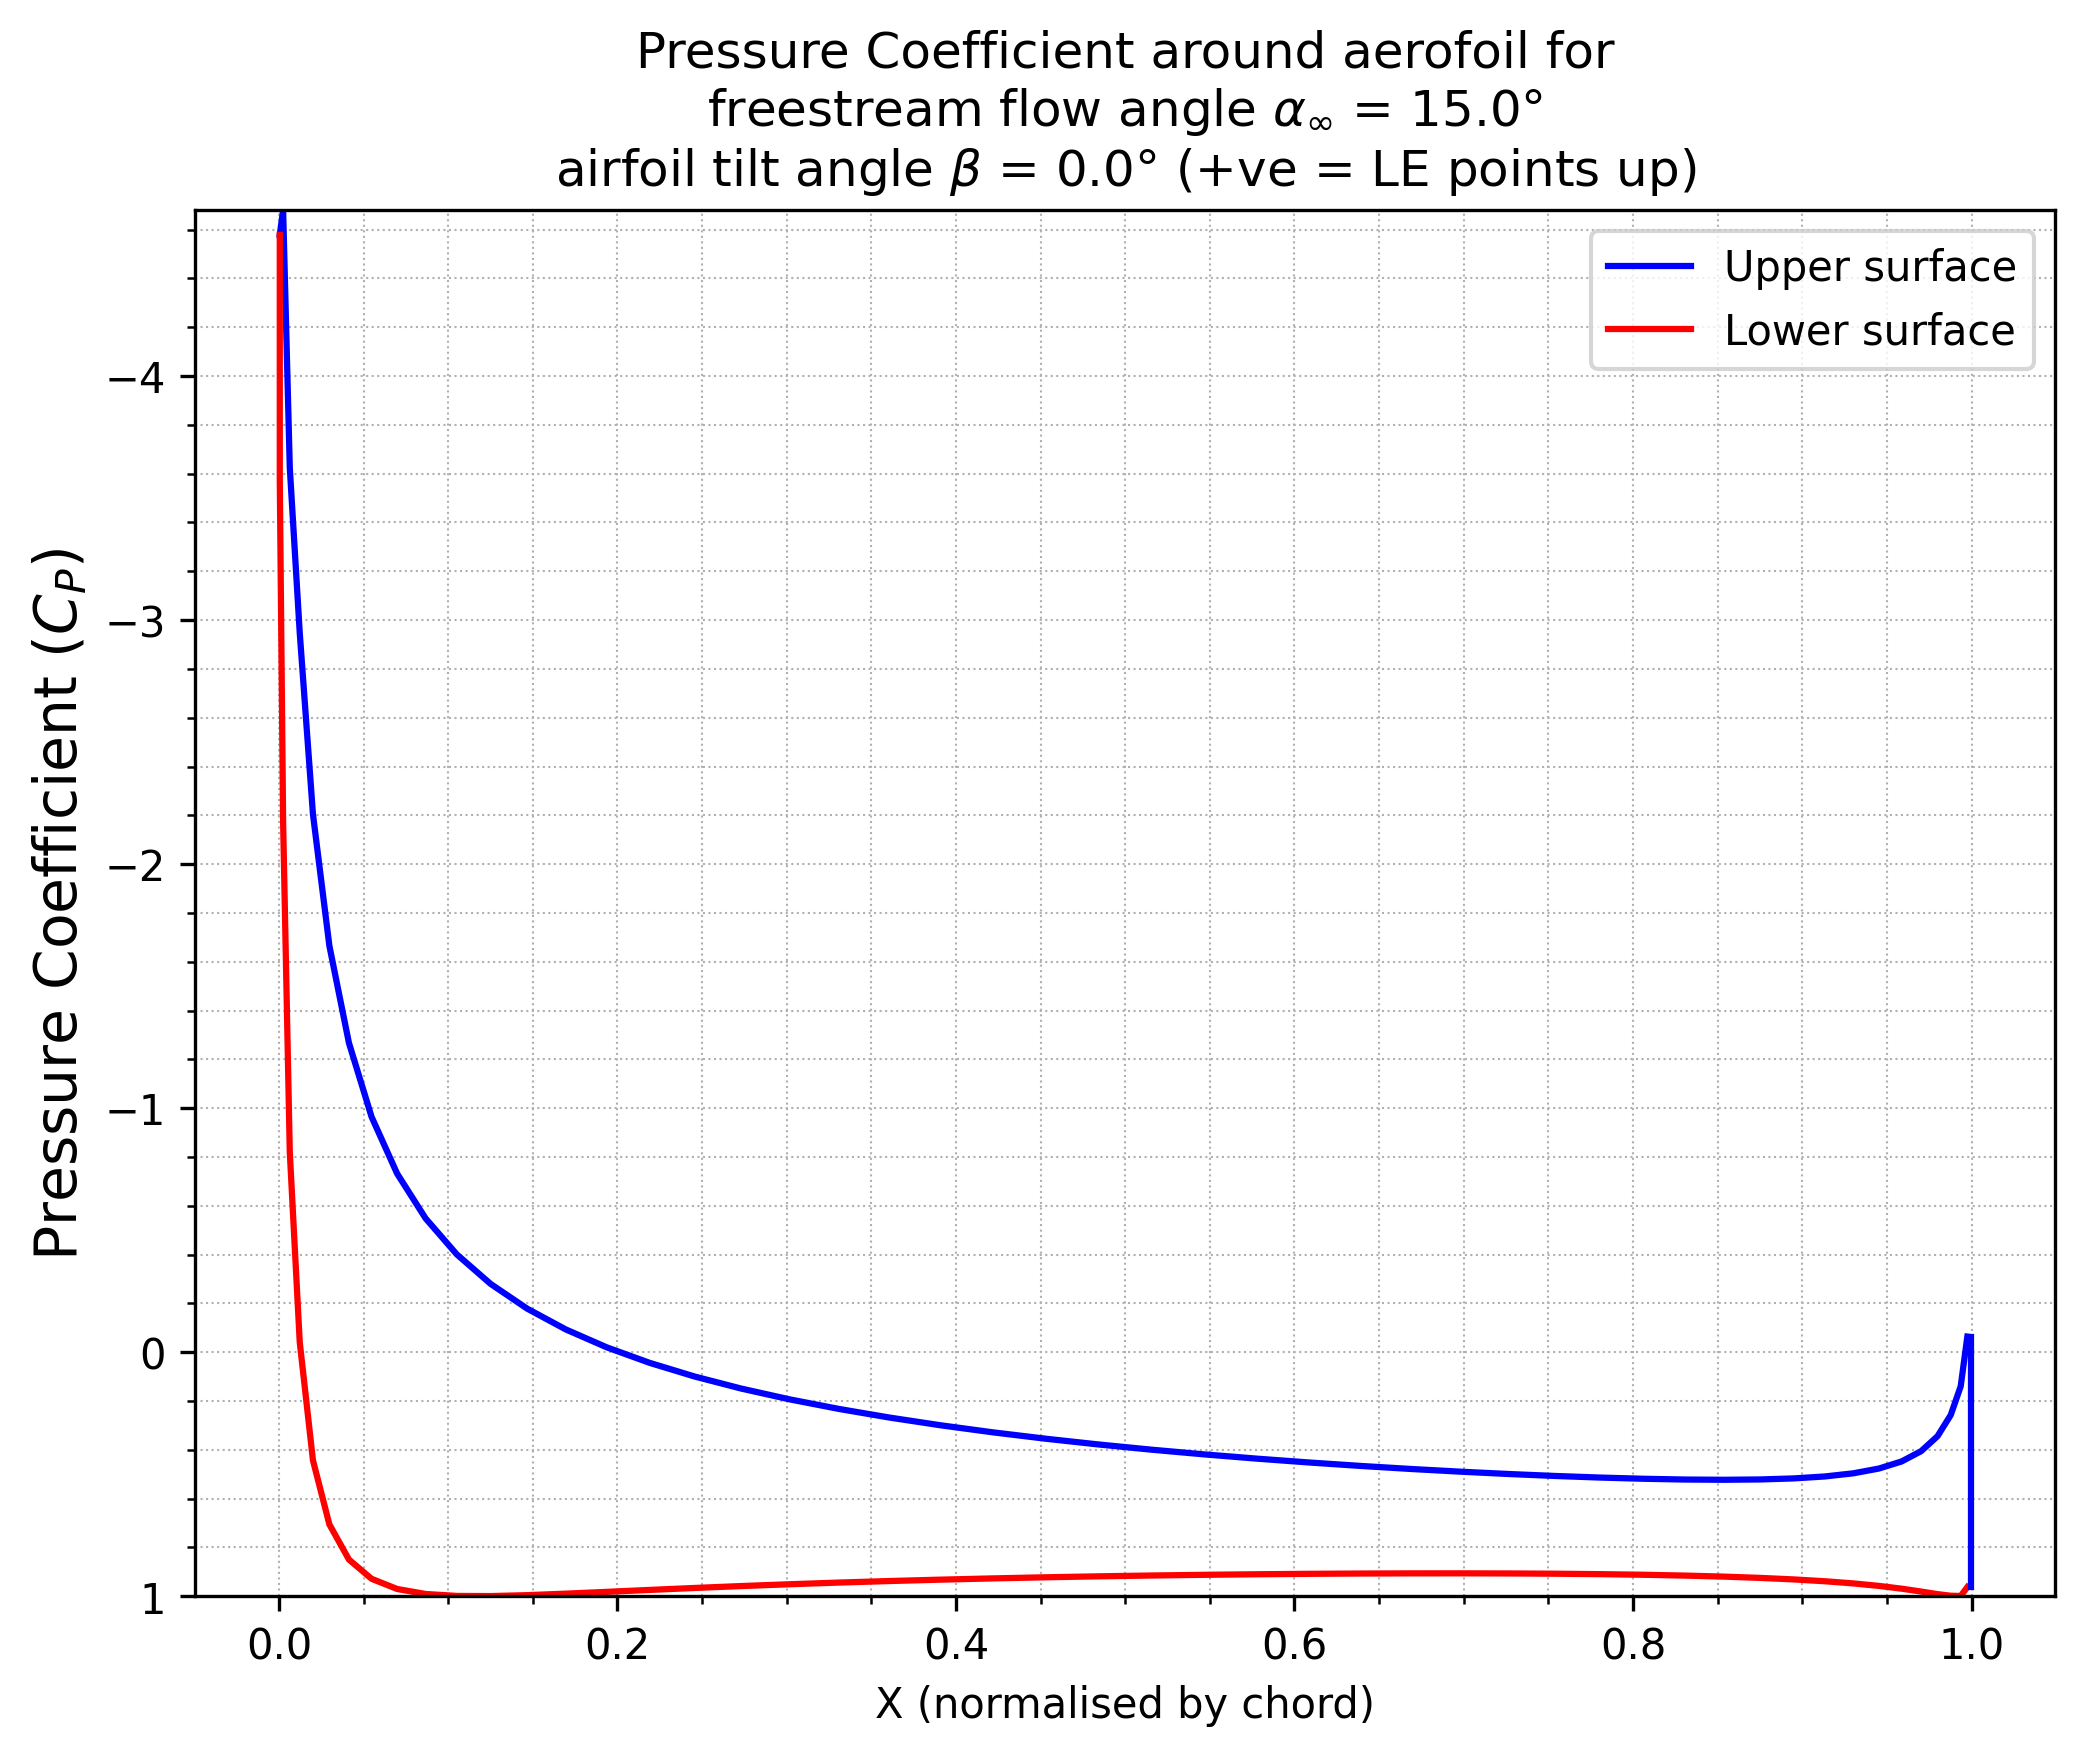 Pressure Coefficient around aerofoil for
freestream flow angle α∞ = 15.0°
airfoil tilt angle β = 0.0° (+ve = LE points up)
Upper surface
Lower surface
Pressure Coefficient (C_P)
−4
−3
−2
−1
0
1
0.0 0.2 0.4 0.6 0.8 1.0
X (normalised by chord)